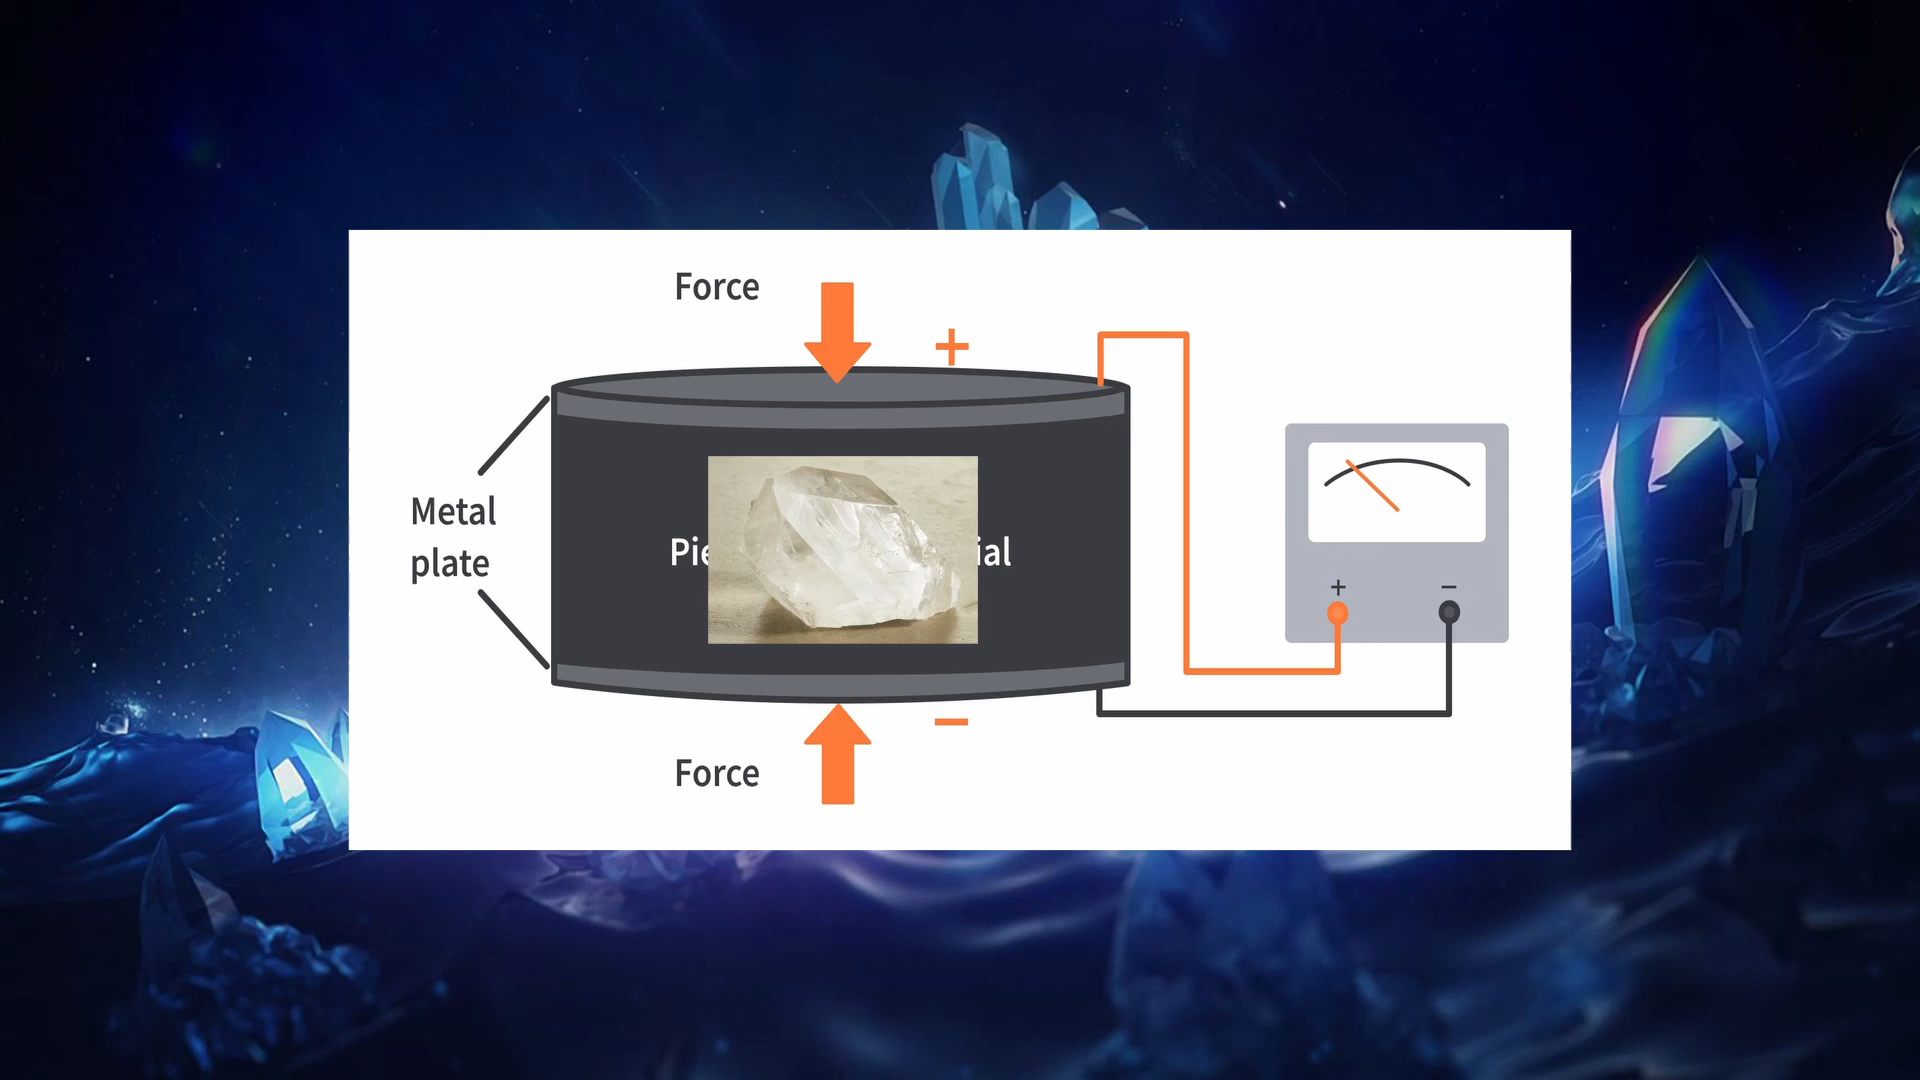 Force
+
Metal
plate
Pie ial
+ −
−
Force